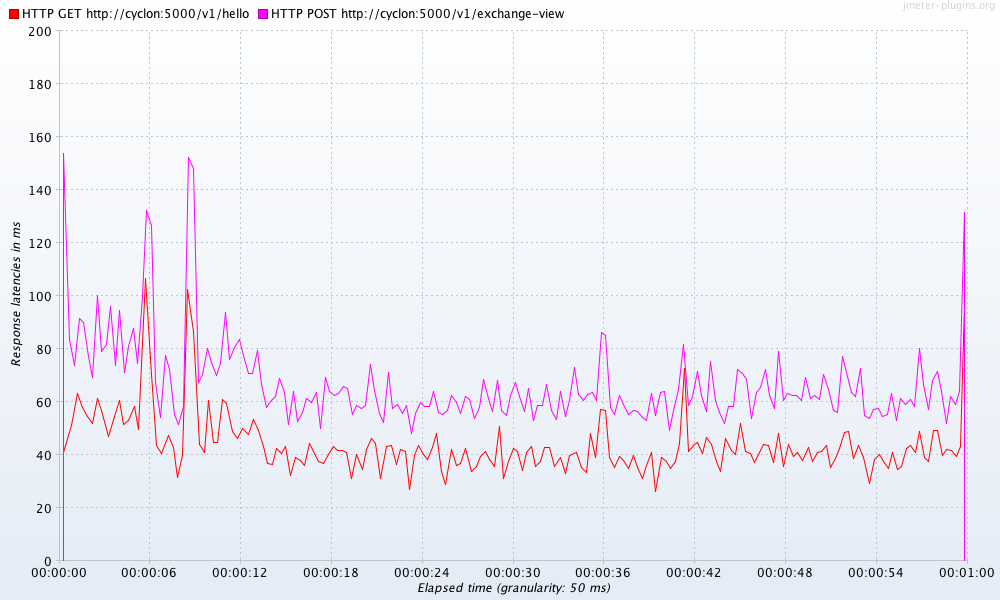 jmeter-plugins.org
HTTP GET http://cyclon:5000/v1/hello HTTP POST http://cyclon:5000/v1/exchange-view
200
180
160
140
120
100
80
60
40
20
0
Response latencies in ms
00:00:00 00:00:06 00:00:12 00:00:18 00:00:24 00:00:30 00:00:36 00:00:42 00:00:48 00:00:54 00:01:00
Elapsed time (granularity: 50 ms)